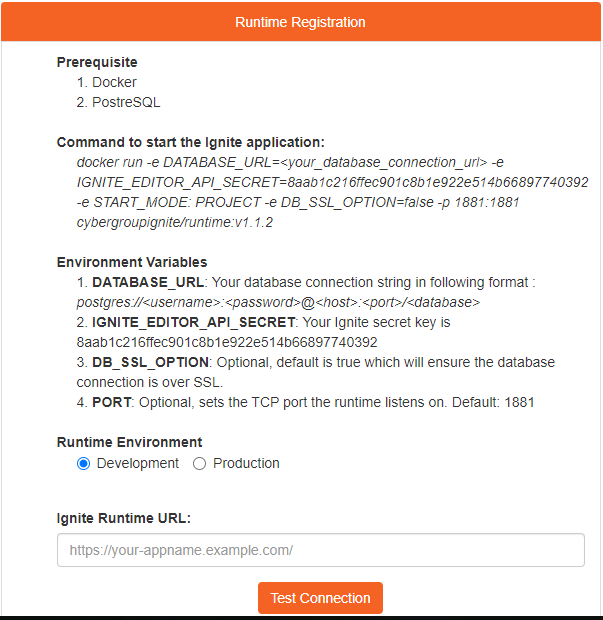 Runtime Registration
Prerequisite
1. Docker
2. PostreSQL
Command to start the Ignite application:
docker run -e DATABASE_URL=<your_database_connection_url> -e
IGNITE_EDITOR_API_SECRET=8aab1c216ffec901c8b1e922e514b66897740392
-e START_MODE: PROJECT -e DB_SSL_OPTION=false -p 1881:1881
cybergroupignite/runtime:v1.1.2
Environment Variables
1. DATABASE_URL: Your database connection string in following format :
postgres://<username>:<password>@<host>:<port>/<database>
2. IGNITE_EDITOR_API_SECRET: Your Ignite secret key is
8aab1c216ffec901c8b1e922e514b66897740392
3. DB_SSL_OPTION: Optional, default is true which will ensure the database
connection is over SSL.
4. PORT: Optional, sets the TCP port the runtime listens on. Default: 1881
Runtime Environment
Development Production
Ignite Runtime URL:
https://your-appname.example.com/
Test Connection